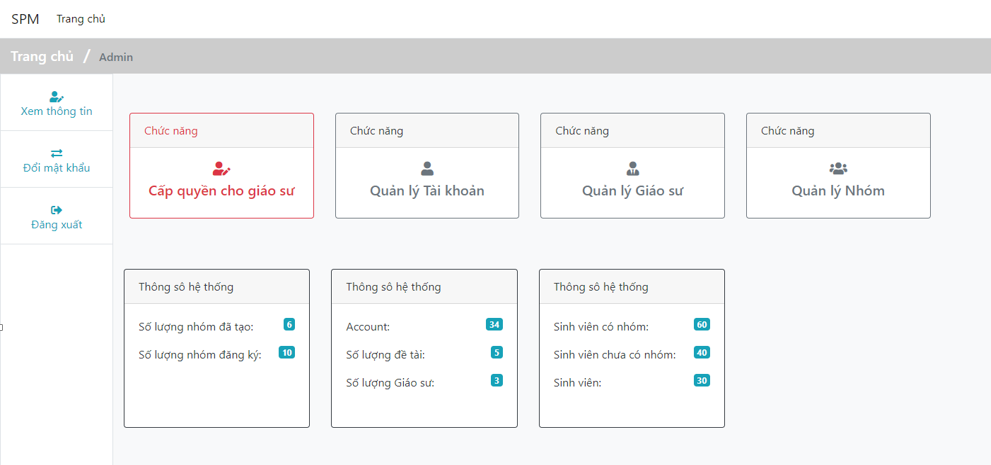 SPM Trang chủ
Trang chủ / Admin
Xem thông tin
Đổi mật khẩu
Đăng xuất
Chức năng
Cấp quyền cho giáo sư
Chức năng
Quản lý Tài khoản
Chức năng
Quản lý Giáo sư
Chức năng
Quản lý Nhóm
Thông sô hệ thống
Số lượng nhóm đã tạo: 6
Số lượng nhóm đăng ký: 10
Thông sô hệ thống
Account: 34
Số lượng đề tài: 5
Số lượng Giáo sư: 3
Thông sô hệ thống
Sinh viên có nhóm: 60
Sinh viên chưa có nhóm: 40
Sinh viên: 30